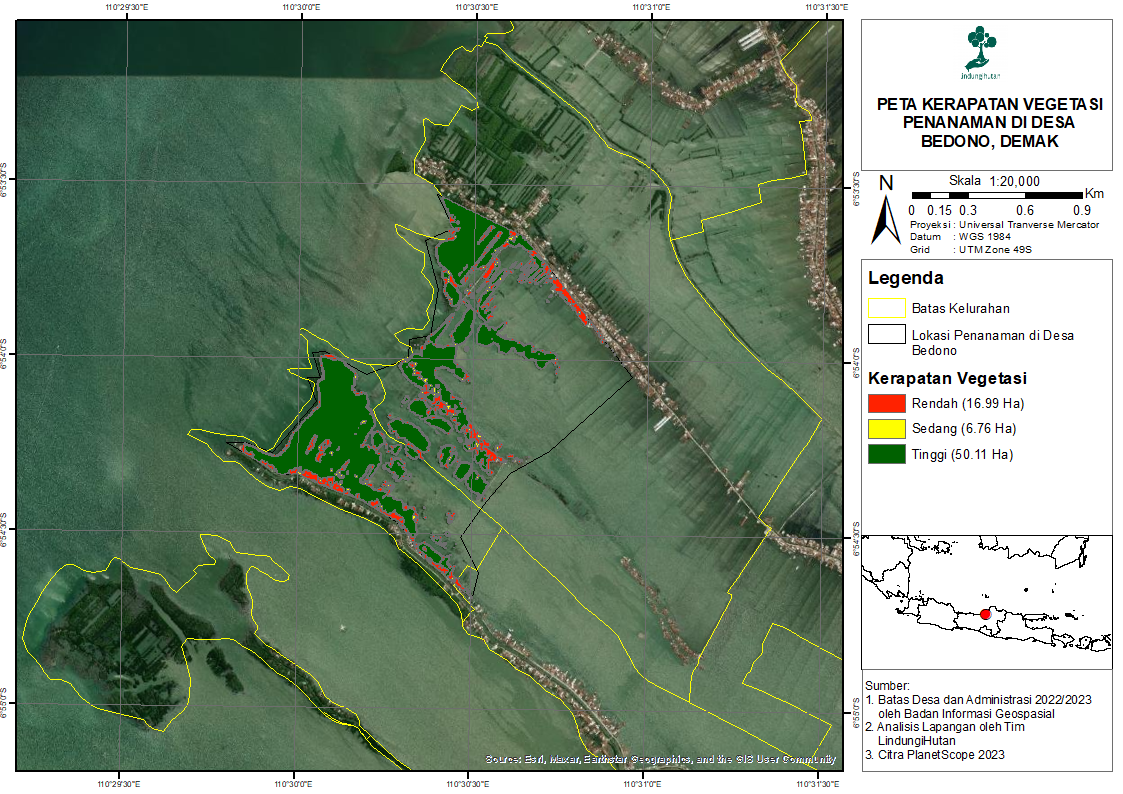 110°29'30"E
110°30'0"E
110°30'30"E
110°31'0"E
110°31'30"E
6°53'30"S
6°54'0"S
6°54'30"S
6°55'0"S
6°53'30"S
6°54'0"S
6°54'30"S
6°55'0"S
Source: Esri, Maxar, Earthstar Geographics, and the GIS User Community
110°29'30"E
110°30'0"E
110°30'30"E
110°31'0"E
110°31'30"E
lindungihutan
PETA KERAPATAN VEGETASI
PENANAMAN DI DESA
BEDONO, DEMAK
N
Skala 1:20,000
Km
0 0.15 0.3 0.6 0.9
Proyeksi : Universal Tranverse Mercator
Datum : WGS 1984
Grid : UTM Zone 49S
Legenda
Batas Kelurahan
Lokasi Penanaman di Desa
Bedono
Kerapatan Vegetasi
Rendah (16.99 Ha)
Sedang (6.76 Ha)
Tinggi (50.11 Ha)
Sumber:
1. Batas Desa dan Administrasi 2022/2023
oleh Badan Informasi Geospasial
2. Analisis Lapangan oleh Tim
LindungiHutan
3. Citra PlanetScope 2023